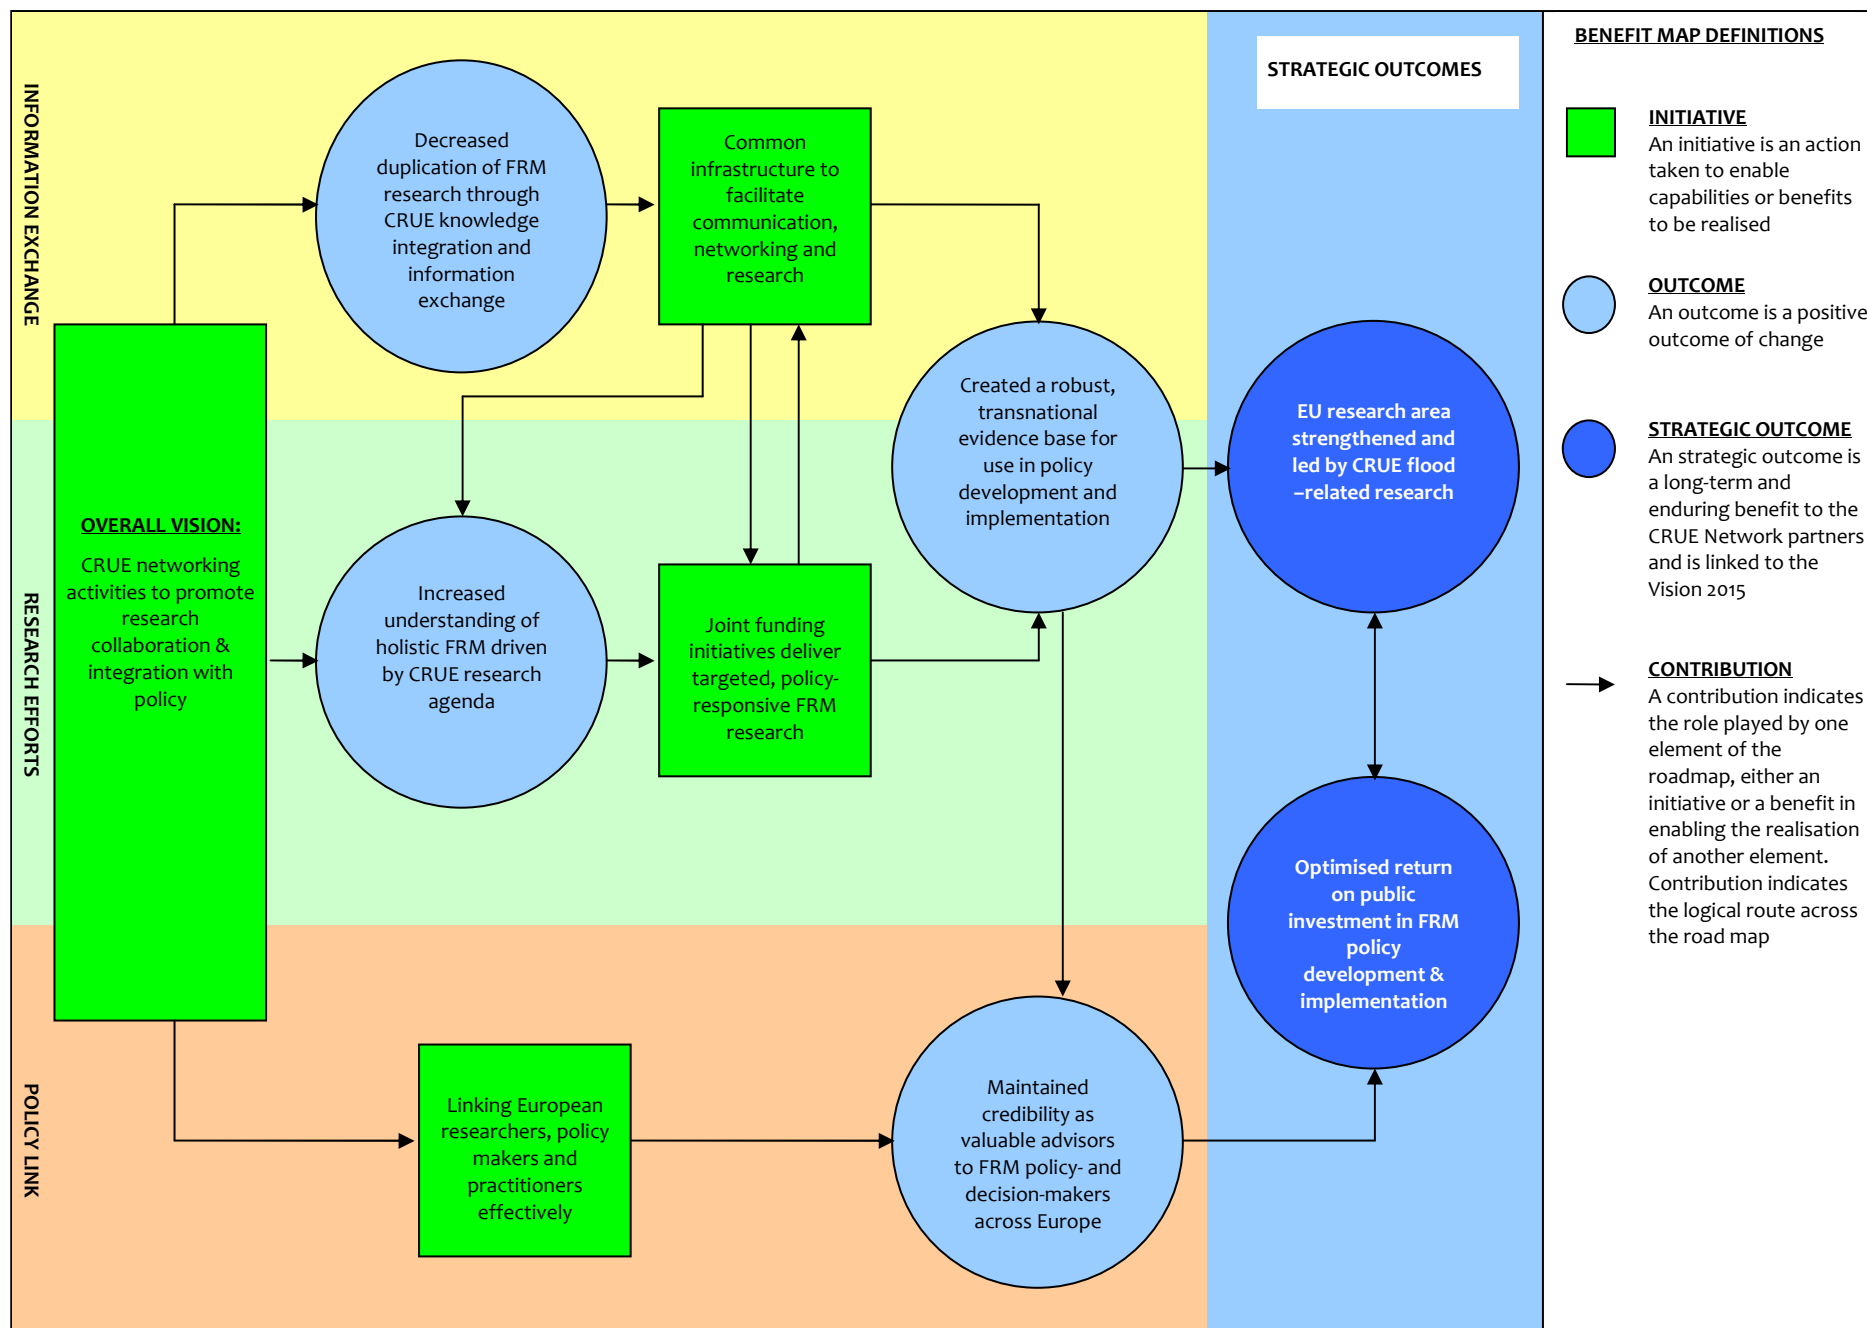 INFORMATION EXCHANGE
RESEARCH EFFORTS
POLICY LINK
OVERALL VISION:
CRUE networking
activities to promote
research
collaboration &
integration with
policy
Decreased
duplication of FRM
research through
CRUE knowledge
integration and
information
exchange
Common
infrastructure to
facilitate
communication,
networking and
research
Increased
understanding of
holistic FRM driven
by CRUE research
agenda
Joint funding
initiatives deliver
targeted, policy-
responsive FRM
research
Created a robust,
transnational
evidence base for
use in policy
development and
implementation
Linking European
researchers, policy
makers and
practitioners
effectively
Maintained
credibility as
valuable advisors
to FRM policy- and
decision-makers
across Europe
STRATEGIC OUTCOMES
EU research area
strengthened and
led by CRUE flood
–related research
Optimised return
on public
investment in FRM
policy
development &
implementation
BENEFIT MAP DEFINITIONS
INITIATIVE
An initiative is an action
taken to enable
capabilities or benefits
to be realised
OUTCOME
An outcome is a positive
outcome of change
STRATEGIC OUTCOME
An strategic outcome is
a long-term and
enduring benefit to the
CRUE Network partners
and is linked to the
Vision 2015
CONTRIBUTION
A contribution indicates
the role played by one
element of the
roadmap, either an
initiative or a benefit in
enabling the realisation
of another element.
Contribution indicates
the logical route across
the road map